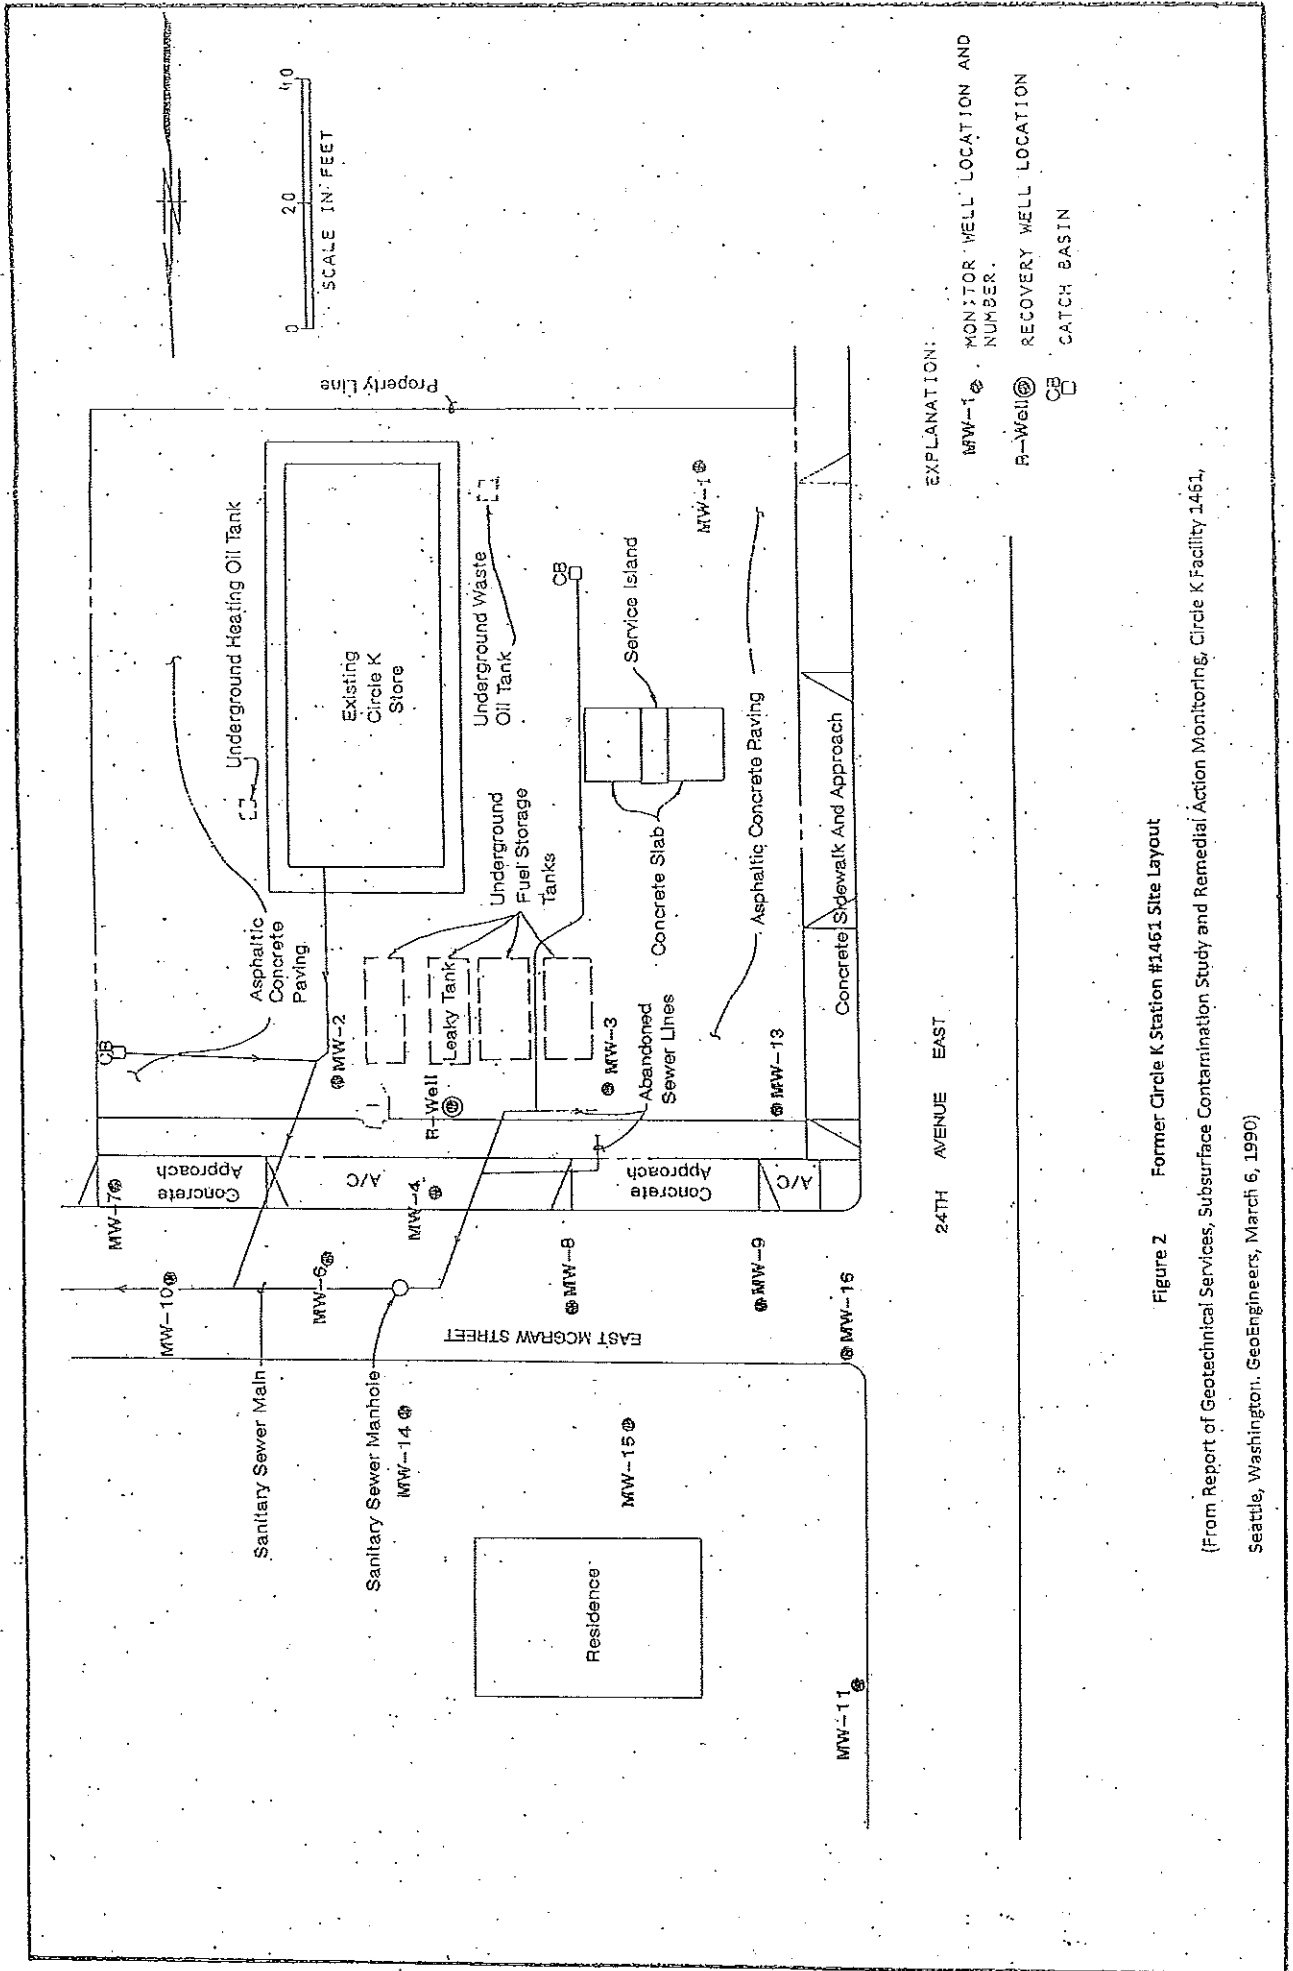 0 20 40
SCALE IN FEET
Property Line
Underground Heating Oil Tank
Existing
Circle K
Store
Underground Waste
Oil Tank
CB
Service Island
MW-1
Asphaltic
Concrete
Paving
Underground
Fuel Storage
Tanks
Concrete Slab
Asphaltic Concrete Paving
Concrete Sidewalk And Approach
CB
MW-2
Leaky Tank
R-Well
MW-3
Abandoned
Sewer Lines
MW-13
MW-7
Concrete
Approach
A/C
MW-4
Concrete
Approach
A/C
MW-10
MW-6
MW-8
MW-9
MW-16
EAST MCGRAW STREET
Sanitary Sewer Main
Sanitary Sewer Manhole
MW-14
MW-15
Residence
MW-11
24TH AVENUE EAST
EXPLANATION:
MW-1 MONITOR WELL LOCATION AND
NUMBER.
R-Well RECOVERY WELL LOCATION
CB CATCH BASIN
Figure 2 Former Circle K Station #1461 Site Layout
(From Report of Geotechnical Services, Subsurface Contamination Study and Remedial Action Monitoring, Circle K Facility 1461,
Seattle, Washington. GeoEngineers, March 6, 1990)